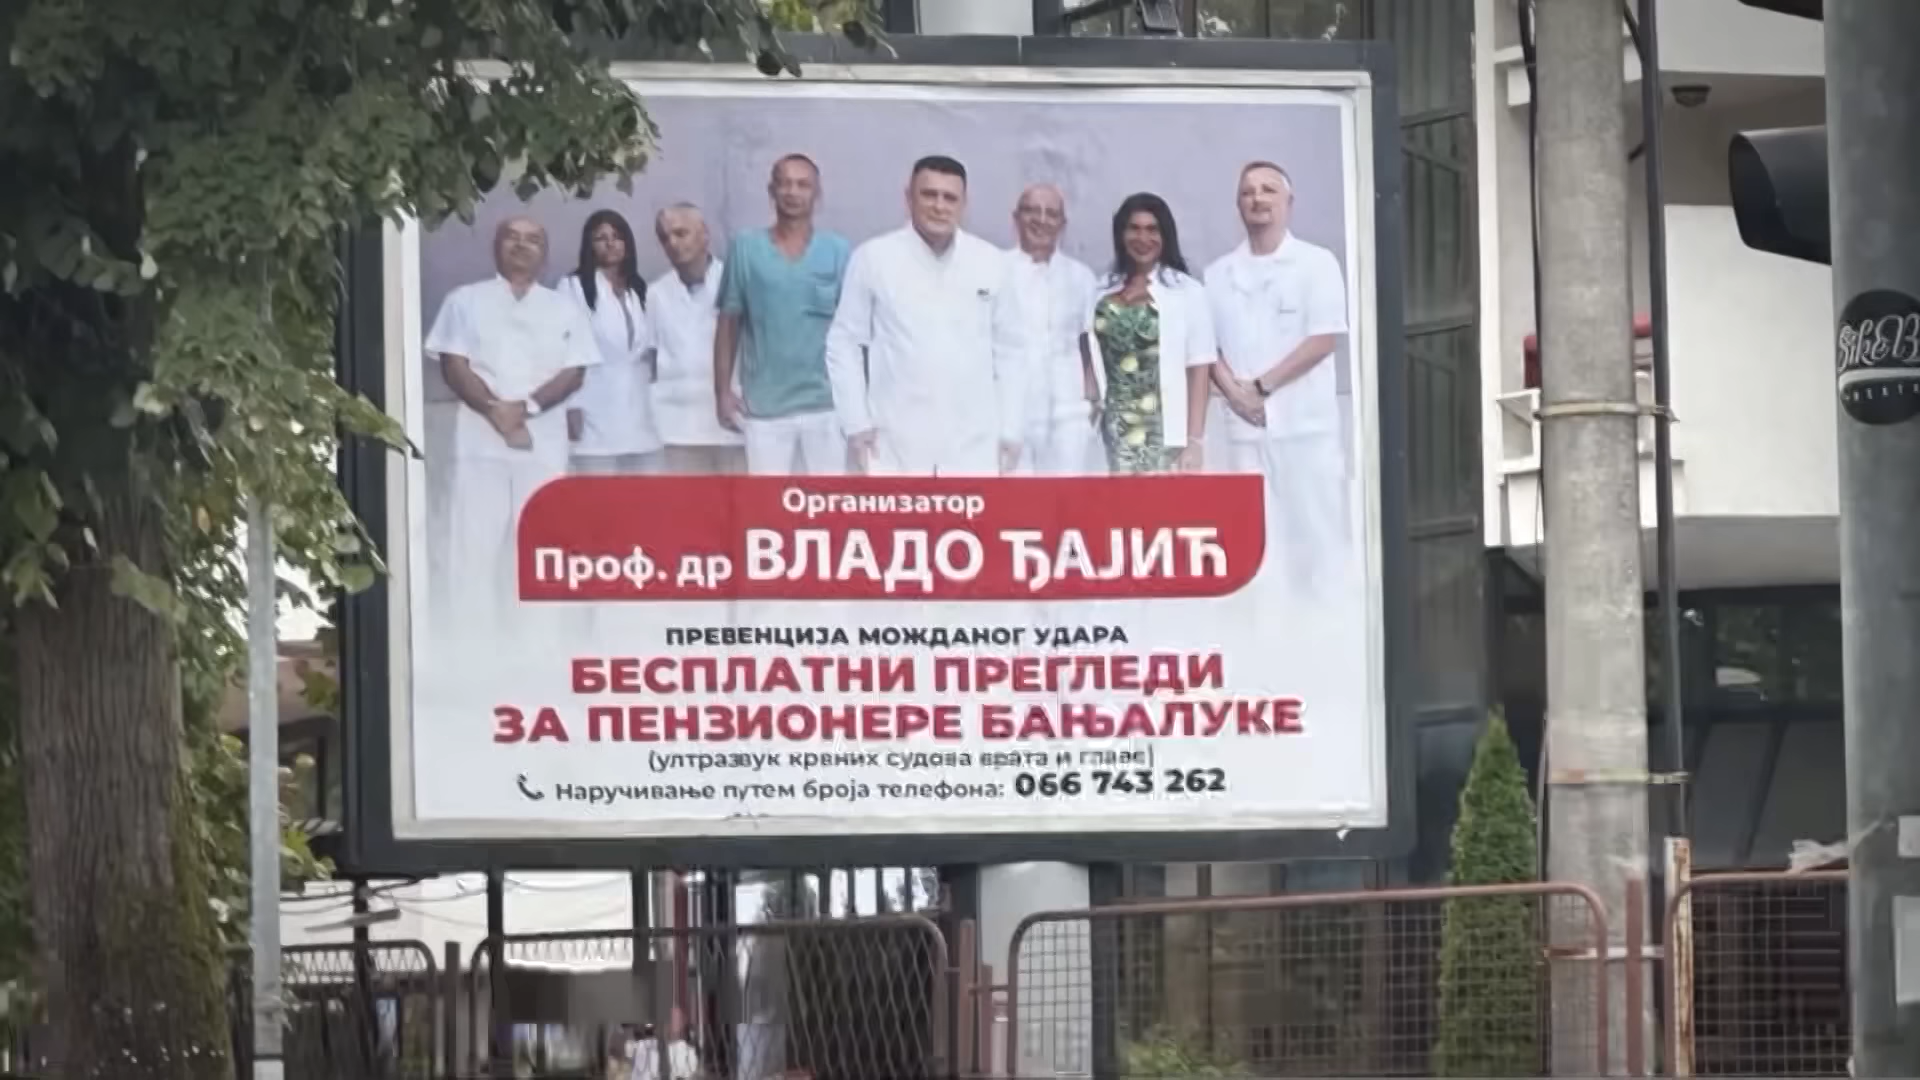 Организатор
Проф. др ВЛАДО ЂАЈИЋ
ПРЕВЕНЦИЈА МОЖДАНОГ УДАРА
БЕСПЛАТНИ ПРЕГЛЕДИ
ЗА ПЕНЗИОНЕРЕ БАЊАЛУКЕ
(ултразвук крвних судова врата и главе)
Наручивање путем броја телефона: 066 743 262